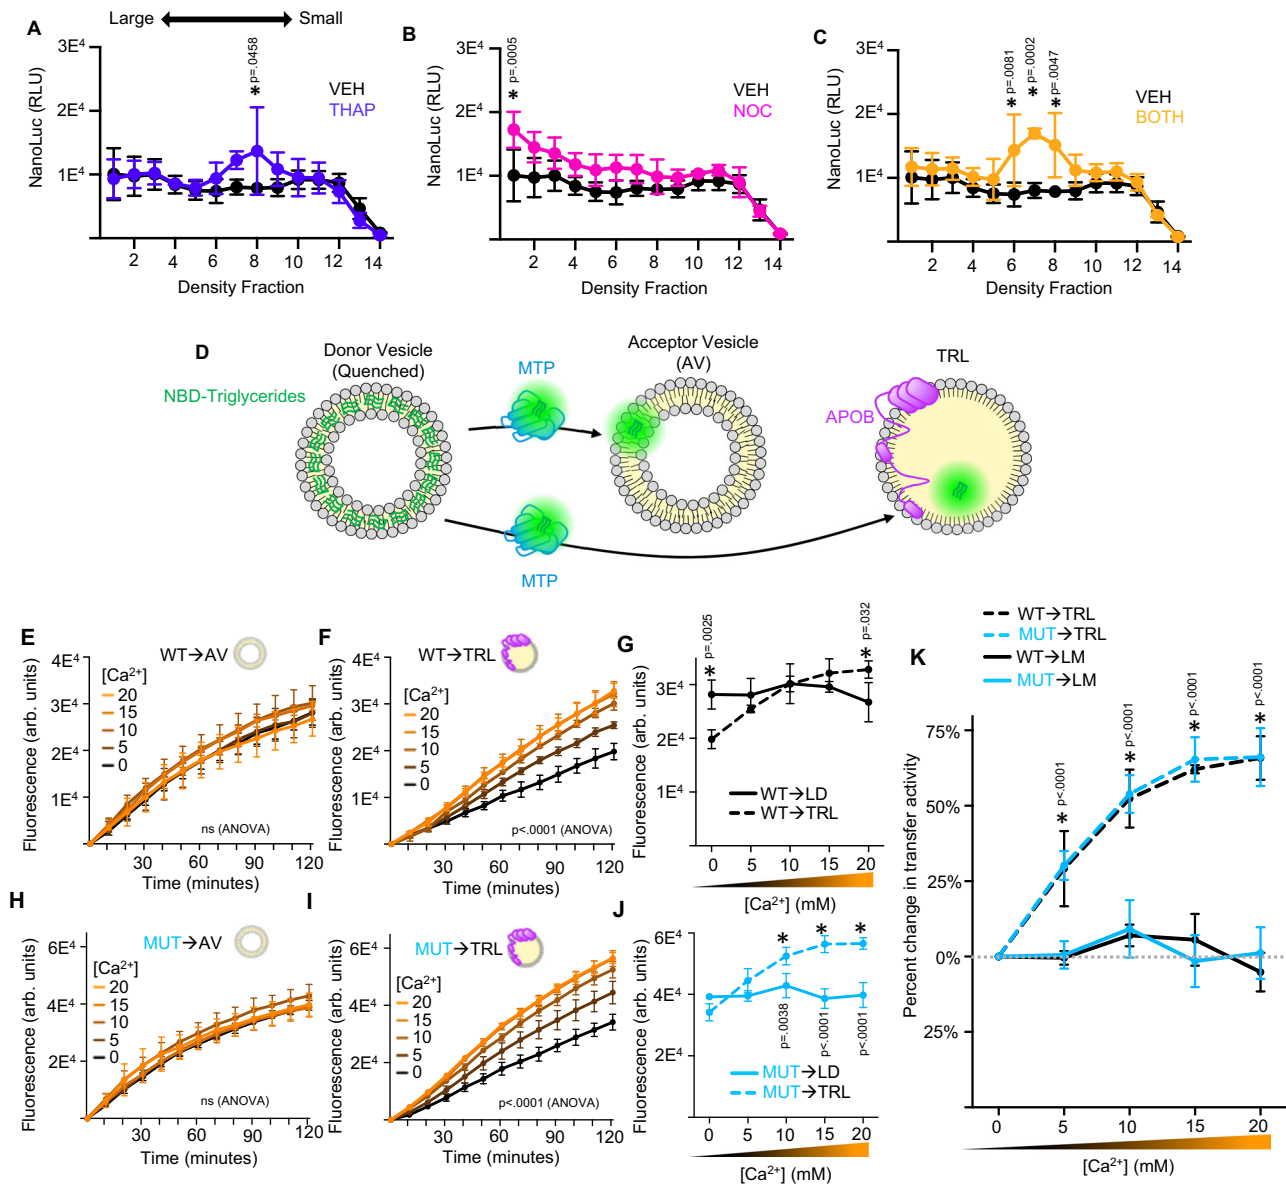 Large Small
A
3E⁴
2E⁴
1E⁴
NanoLuc (RLU)
* p=.0458
VEH
THAP
2 4 6 8 10 12 14
Density Fraction
B
3E⁴
2E⁴
1E⁴
NanoLuc (RLU)
* p=.0005
VEH
NOC
2 4 6 8 10 12 14
Density Fraction
C
3E⁴
2E⁴
1E⁴
NanoLuc (RLU)
* p=.0081
* p=.0002
* p=.0047
VEH
BOTH
2 4 6 8 10 12 14
Density Fraction
D
Donor Vesicle
(Quenched)
NBD-Triglycerides
MTP
MTP
Acceptor Vesicle
(AV)
TRL
APOB
E
WT→AV
[Ca²⁺]
20
15
10
5
0
4E⁴
3E⁴
2E⁴
1E⁴
Fluorescence (arb. units)
ns (ANOVA)
30 60 90 120
Time (minutes)
F
WT→TRL
[Ca²⁺]
20
15
10
5
0
4E⁴
3E⁴
2E⁴
1E⁴
Fluorescence (arb. units)
p<.0001 (ANOVA)
30 60 90 120
Time (minutes)
G
* p=.0025
* p=.032
3E⁴
2E⁴
1E⁴
Fluorescence (arb. units)
WT→LD
WT→TRL
0 5 10 15 20
[Ca²⁺] (mM)
H
MUT→AV
[Ca²⁺]
20
15
10
5
0
6E⁴
4E⁴
2E⁴
Fluorescence (arb. units)
ns (ANOVA)
30 60 90 120
Time (minutes)
I
MUT→TRL
[Ca²⁺]
20
15
10
5
0
6E⁴
4E⁴
2E⁴
Fluorescence (arb. units)
p<.0001 (ANOVA)
30 60 90 120
Time (minutes)
J
* * *
p=.0038
p<.0001
p<.0001
6E⁴
4E⁴
2E⁴
Fluorescence (arb. units)
MUT→LD
MUT→TRL
0 5 10 15 20
[Ca²⁺] (mM)
K
WT→TRL
MUT→TRL
WT→LM
MUT→LM
* p<.0001
* p<.0001
* p<.0001
* p<.0001
75%
50%
25%
0%
25%
Percent change in transfer activity
0 5 10 15 20
[Ca²⁺] (mM)